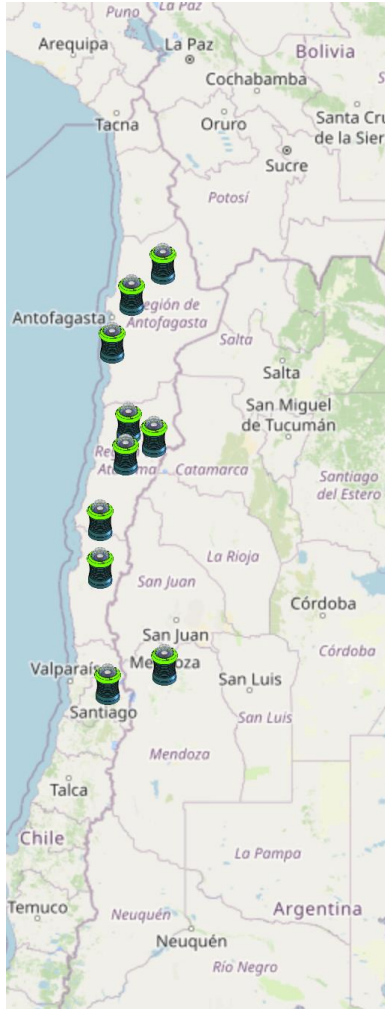 Puno
La Paz
Arequipa
La Paz
Bolivia
Cochabamba
Tacna
Oruro
Santa Cru
de la Sier
Sucre
Potosí
Región de
Antofagasta
Antofagasta
Salta
Salta
San Miguel
de Tucumán
Catamarca
Santiago
del Estero
La Rioja
San Juan
Córdoba
San Juan
Mendoza
Córdoba
Valparaís
San Luis
Santiago
San Luis
Mendoza
Talca
Chile
La Pampa
Temuco
Neuquén
Argentina
Neuquén
Río Negro